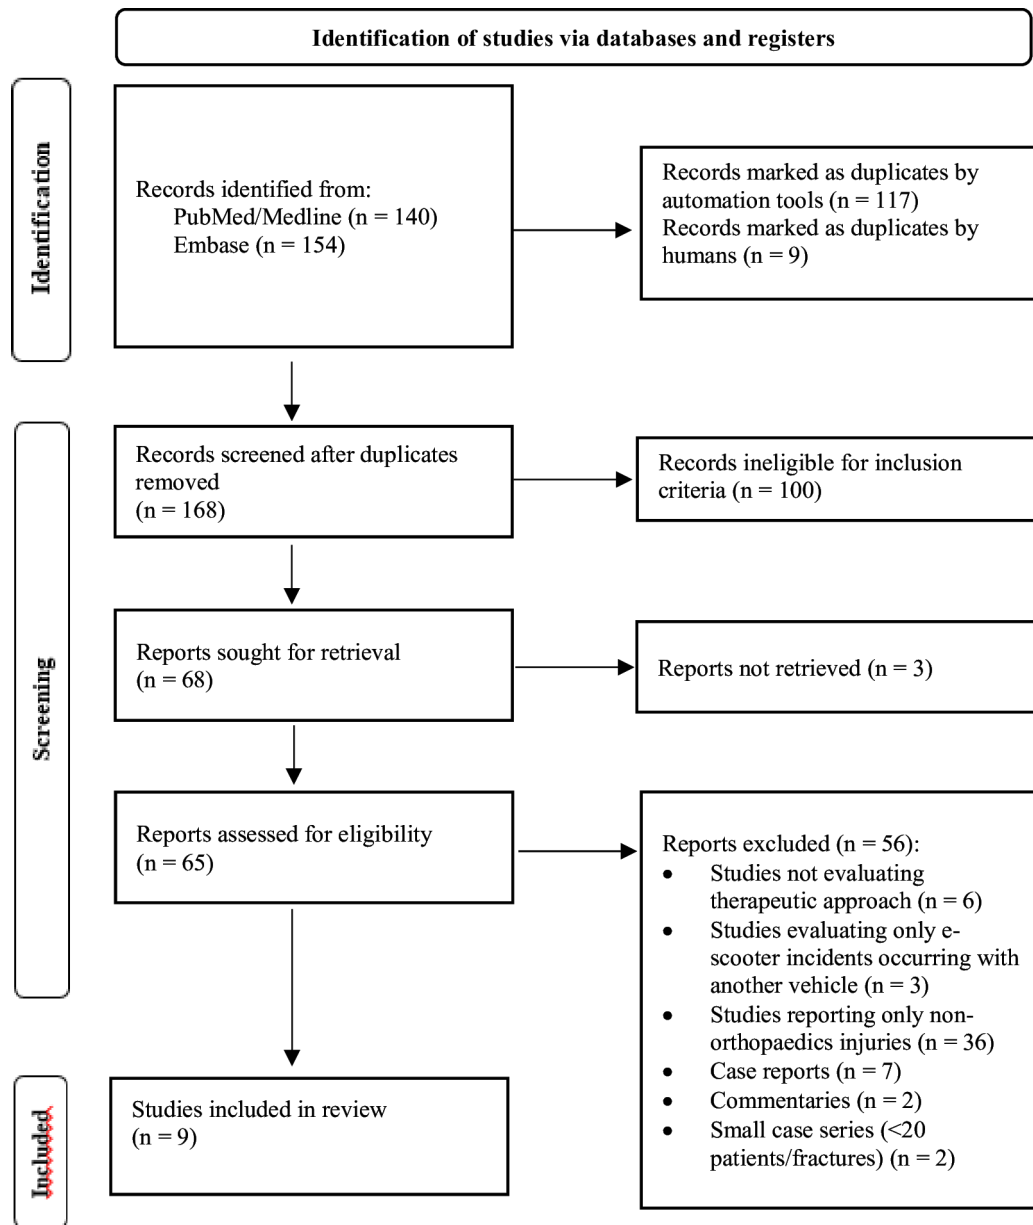 Identification of studies via databases and registers
Identification
Records identified from:
PubMed/Medline (n = 140)
Embase (n = 154)
Records marked as duplicates by
automation tools (n = 117)
Records marked as duplicates by
humans (n = 9)
Screening
Records screened after duplicates
removed
(n = 168)
Records ineligible for inclusion
criteria (n = 100)
Reports sought for retrieval
(n = 68)
Reports not retrieved (n = 3)
Reports assessed for eligibility
(n = 65)
Reports excluded (n = 56):
• Studies not evaluating
therapeutic approach (n = 6)
• Studies evaluating only e-
scooter incidents occurring with
another vehicle (n = 3)
• Studies reporting only non-
orthopaedics injuries (n = 36)
• Case reports (n = 7)
• Commentaries (n = 2)
• Small case series (<20
patients/fractures) (n = 2)
Included
Studies included in review
(n = 9)